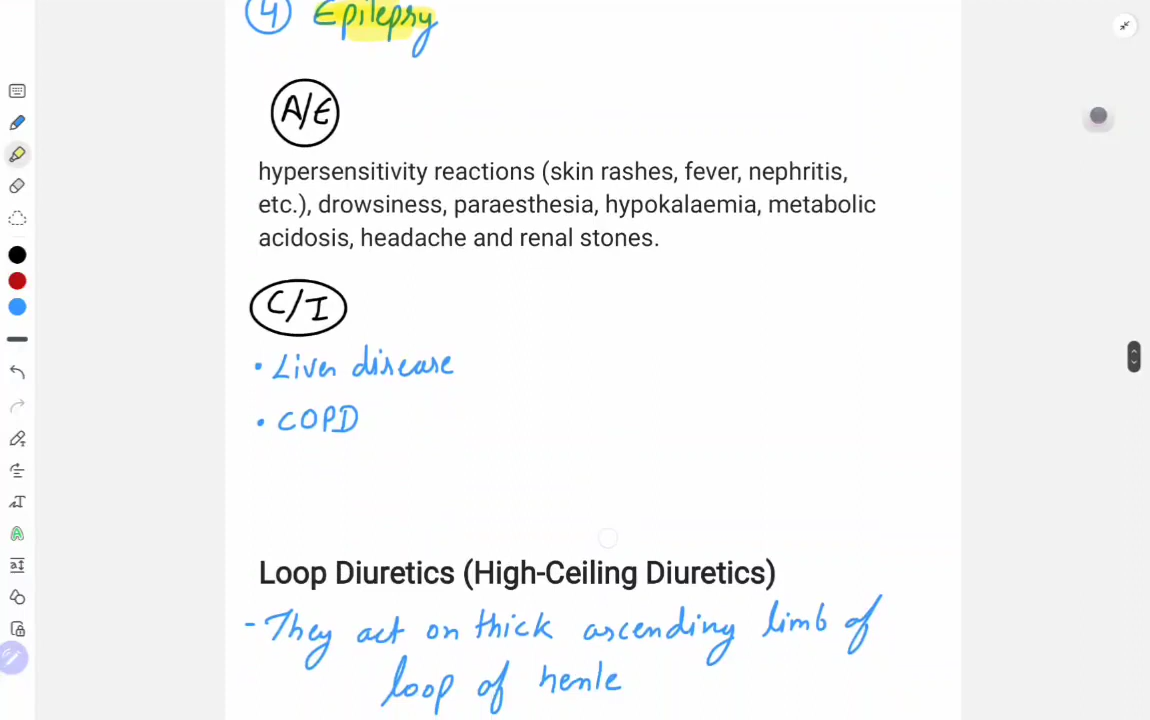 4 Epilepsy
A/E
hypersensitivity reactions (skin rashes, fever, nephritis,
etc.), drowsiness, paraesthesia, hypokalaemia, metabolic
acidosis, headache and renal stones.
C/I
• Liver disease
• COPD
Loop Diuretics (High-Ceiling Diuretics)
- They act on thick ascending limb of
loop of henle